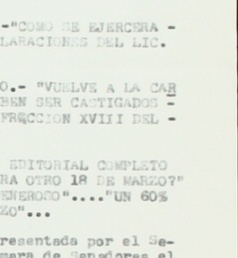 -"COMO SE EJERCERA -
LARACIONES DEL LIC.
O.- "VUELVE A LA CAR
BEN SER CASTIGADOS -
FRACCION XVIII DEL -
EDITORIAL COMPLETO
RA OTRO 18 DE MARZO?"
ENEROSO"...."UN 60%
ZO"...
resentada por el Se-
mara de Senadores el